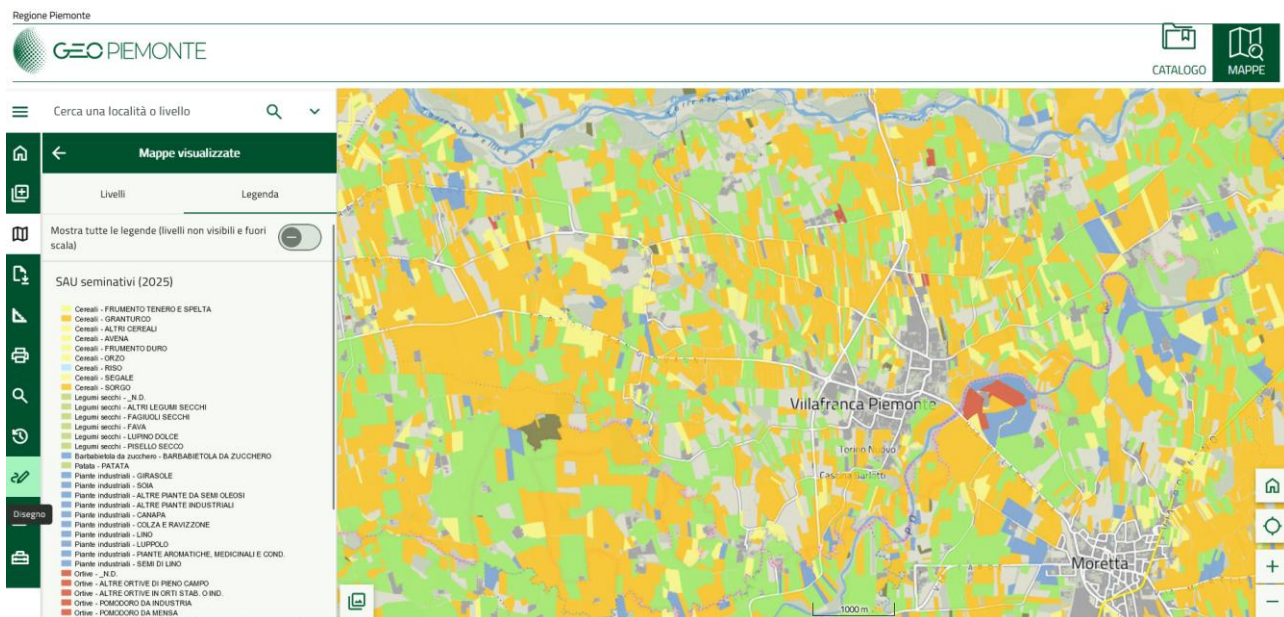 Regione Piemonte
GEOPIEMONTE
CATALOGO
MAPPE
Cerca una località o livello
Mappe visualizzate
Livelli
Legenda
Mostra tutte le legende (livelli non visibili e fuori
scala)
SAU seminativi (2025)
Cereali - FRUMENTO TENERO E SPELTA
Cereali - GRANTURCO
Cereali - ALTRI CEREALI
Cereali - AVENA
Cereali - FRUMENTO DURO
Cereali - ORZO
Cereali - RISO
Cereali - SEGALE
Cereali - SORGO
Legumi secchi - _N.D.
Legumi secchi - ALTRI LEGUMI SECCHI
Legumi secchi - FAGIUOLI SECCHI
Legumi secchi - FAVA
Legumi secchi - LUPINO DOLCE
Legumi secchi - PISELLO SECCO
Barbabietola da zucchero - BARBABIETOLA DA ZUCCHERO
Patata - PATATA
Piante industriali - GIRASOLE
Piante industriali - SOIA
Piante industriali - ALTRE PIANTE DA SEMI OLEOSI
Piante industriali - ALTRE PIANTE INDUSTRIALI
Piante industriali - CANAPA
Piante industriali - COLZA E RAVIZZONE
Piante industriali - LINO
Piante industriali - LUPPOLO
Piante industriali - PIANTE AROMATICHE, MEDICINALI E COND.
Piante industriali - SEMI DI LINO
Ortive - _N.D.
Ortive - ALTRE ORTIVE DI PIENO CAMPO
Ortive - ALTRE ORTIVE IN ORTI STAB. O IND.
Ortive - POMODORO DA INDUSTRIA
Ortive - POMODORO DA MENSA
Disegno
Villafranca Piemonte
Torino Nuovo
Cascina Barlotti
Moretta
1000 m